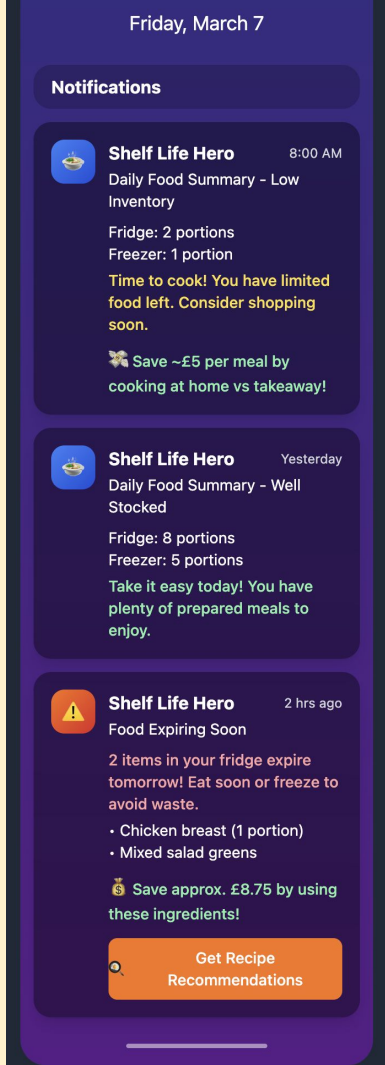 Friday, March 7
Notifications
Shelf Life Hero
8:00 AM
Daily Food Summary - Low
Inventory
Fridge: 2 portions
Freezer: 1 portion
Time to cook! You have limited
food left. Consider shopping
soon.
💸 Save ~£5 per meal by
cooking at home vs takeaway!
Shelf Life Hero
Yesterday
Daily Food Summary - Well
Stocked
Fridge: 8 portions
Freezer: 5 portions
Take it easy today! You have
plenty of prepared meals to
enjoy.
Shelf Life Hero
2 hrs ago
Food Expiring Soon
2 items in your fridge expire
tomorrow! Eat soon or freeze to
avoid waste.
• Chicken breast (1 portion)
• Mixed salad greens
💰 Save approx. £8.75 by using
these ingredients!
Get Recipe
Recommendations